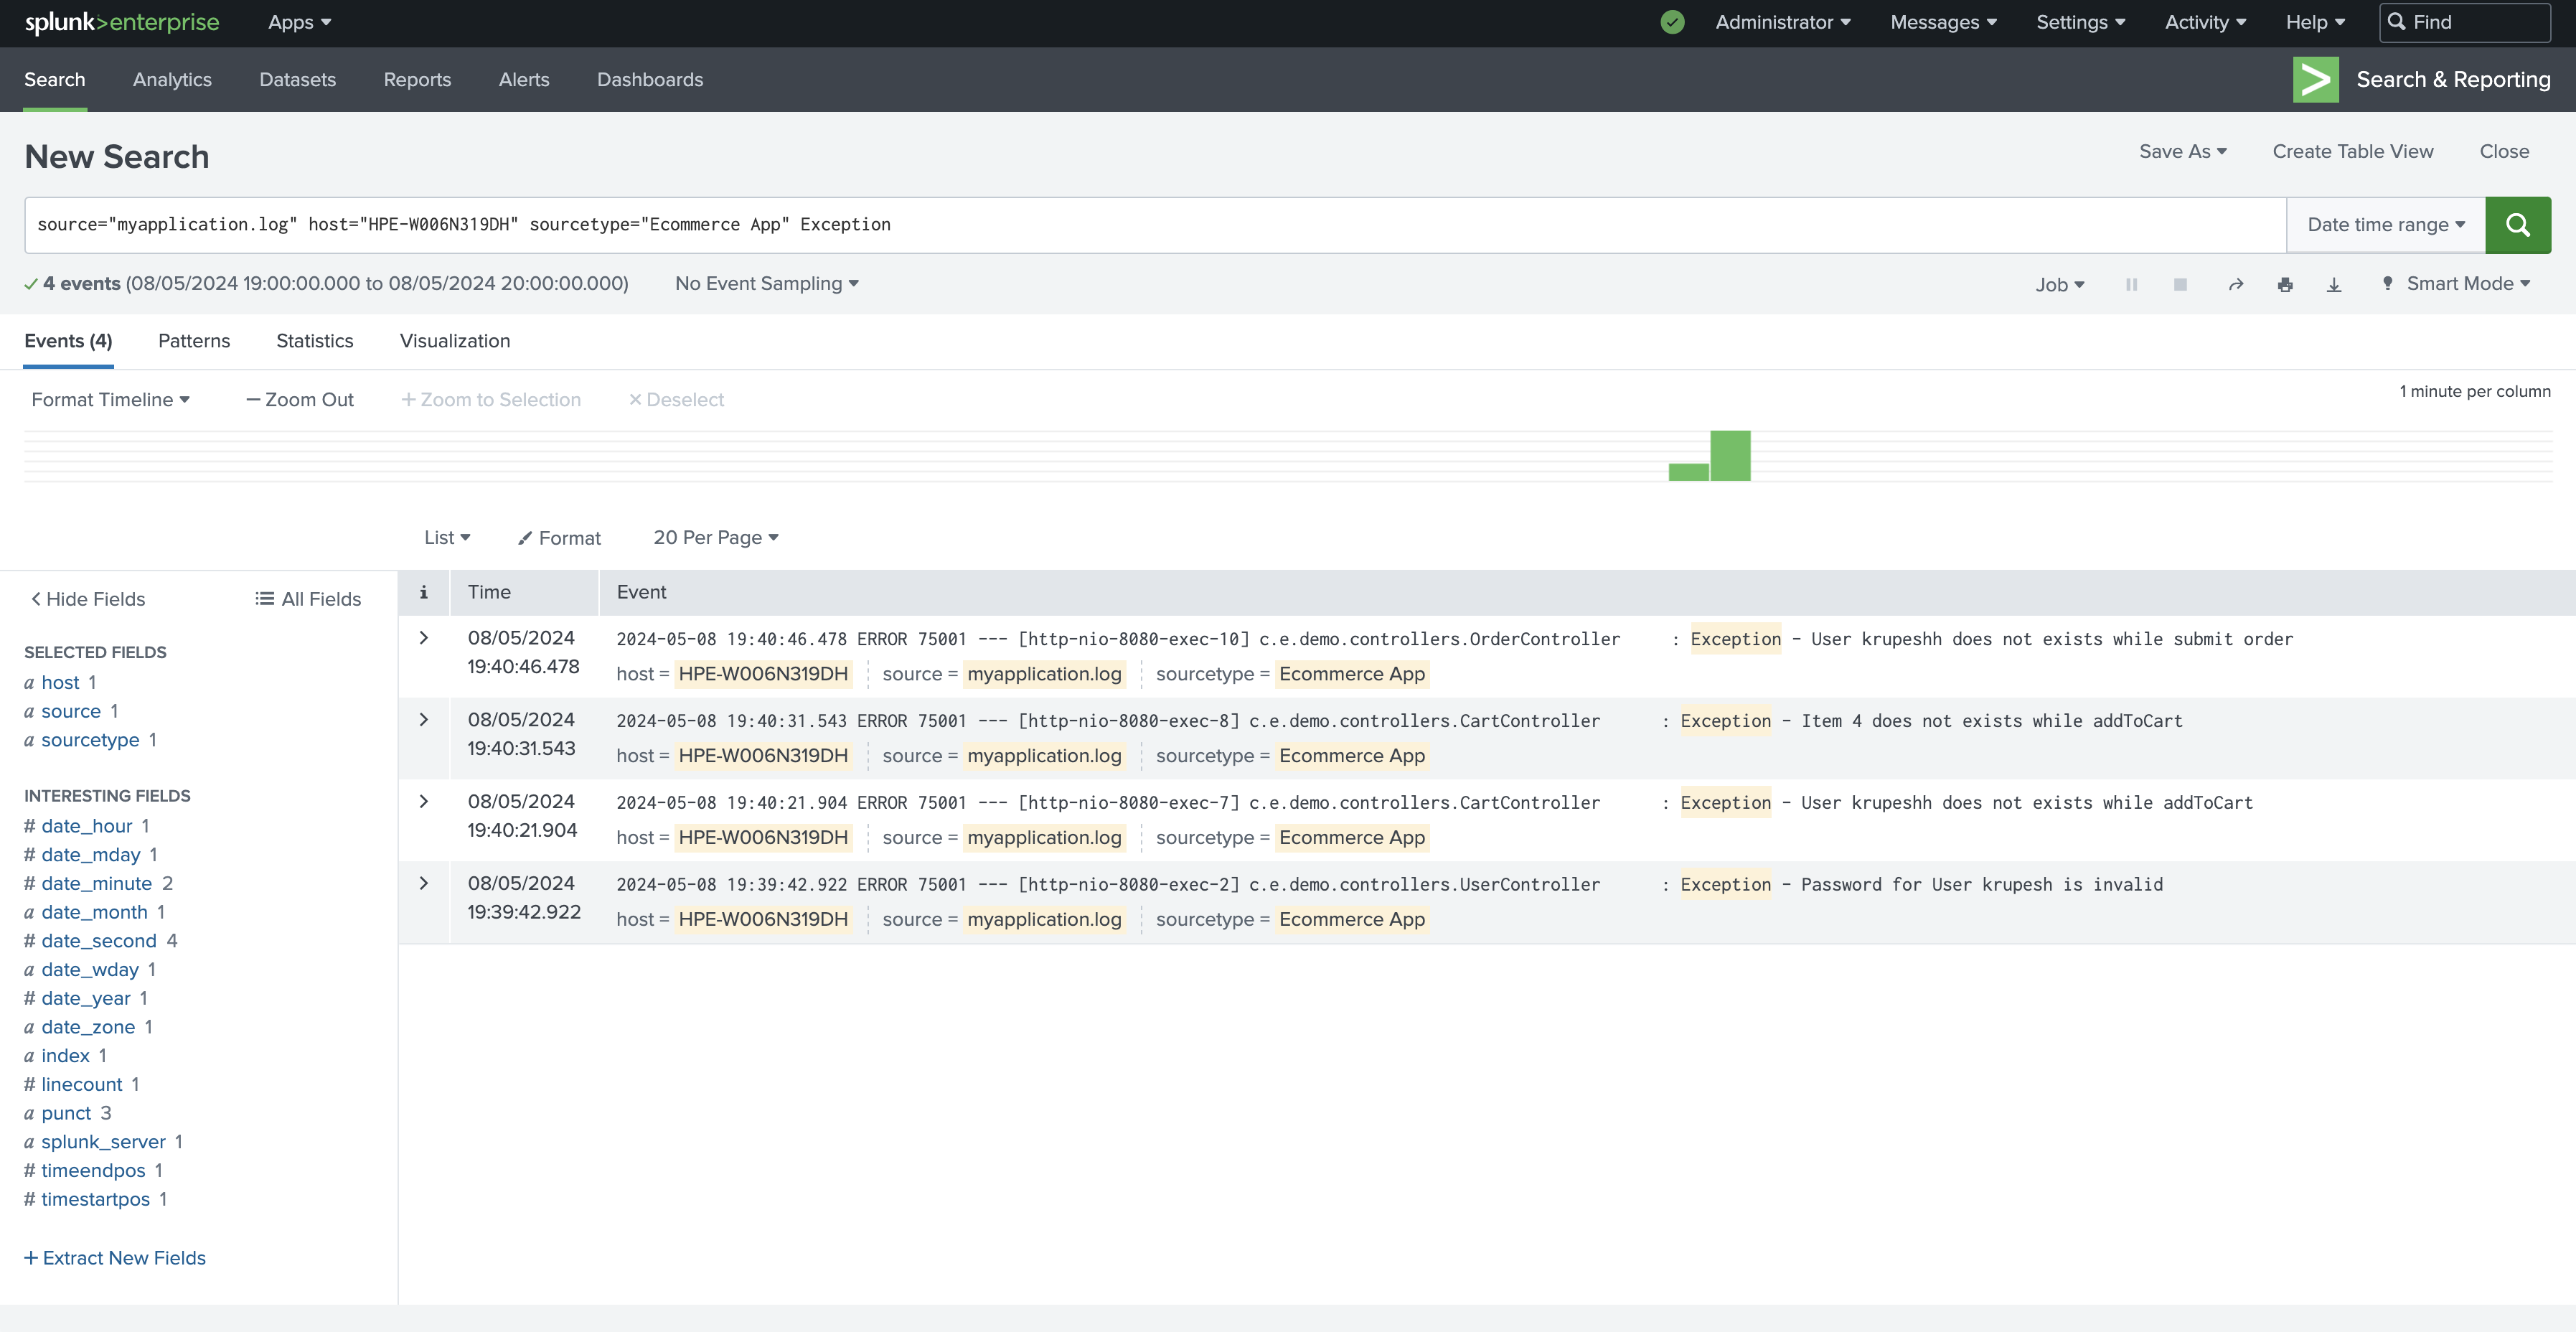 splunk>enterprise Apps Administrator Messages Settings Activity Help Find
Search Analytics Datasets Reports Alerts Dashboards Search & Reporting
New Search Save As Create Table View Close
source="myapplication.log" host="HPE-W006N319DH" sourcetype="Ecommerce App" Exception Date time range
4 events (08/05/2024 19:00:00.000 to 08/05/2024 20:00:00.000) No Event Sampling Job Smart Mode
Events (4) Patterns Statistics Visualization
Format Timeline — Zoom Out + Zoom to Selection × Deselect 1 minute per column
List Format 20 Per Page
< Hide Fields All Fields
SELECTED FIELDS
a host 1
a source 1
a sourcetype 1
INTERESTING FIELDS
# date_hour 1
# date_mday 1
# date_minute 2
a date_month 1
# date_second 4
a date_wday 1
# date_year 1
a date_zone 1
a index 1
# linecount 1
a punct 3
a splunk_server 1
# timeendpos 1
# timestartpos 1
+ Extract New Fields
i Time Event
> 08/05/2024 2024-05-08 19:40:46.478 ERROR 75001 --- [http-nio-8080-exec-10] c.e.demo.controllers.OrderController : Exception - User krupeshh does not exists while submit order
19:40:46.478 host = HPE-W006N319DH source = myapplication.log sourcetype = Ecommerce App
> 08/05/2024 2024-05-08 19:40:31.543 ERROR 75001 --- [http-nio-8080-exec-8] c.e.demo.controllers.CartController : Exception - Item 4 does not exists while addToCart
19:40:31.543 host = HPE-W006N319DH source = myapplication.log sourcetype = Ecommerce App
> 08/05/2024 2024-05-08 19:40:21.904 ERROR 75001 --- [http-nio-8080-exec-7] c.e.demo.controllers.CartController : Exception - User krupeshh does not exists while addToCart
19:40:21.904 host = HPE-W006N319DH source = myapplication.log sourcetype = Ecommerce App
> 08/05/2024 2024-05-08 19:39:42.922 ERROR 75001 --- [http-nio-8080-exec-2] c.e.demo.controllers.UserController : Exception - Password for User krupesh is invalid
19:39:42.922 host = HPE-W006N319DH source = myapplication.log sourcetype = Ecommerce App